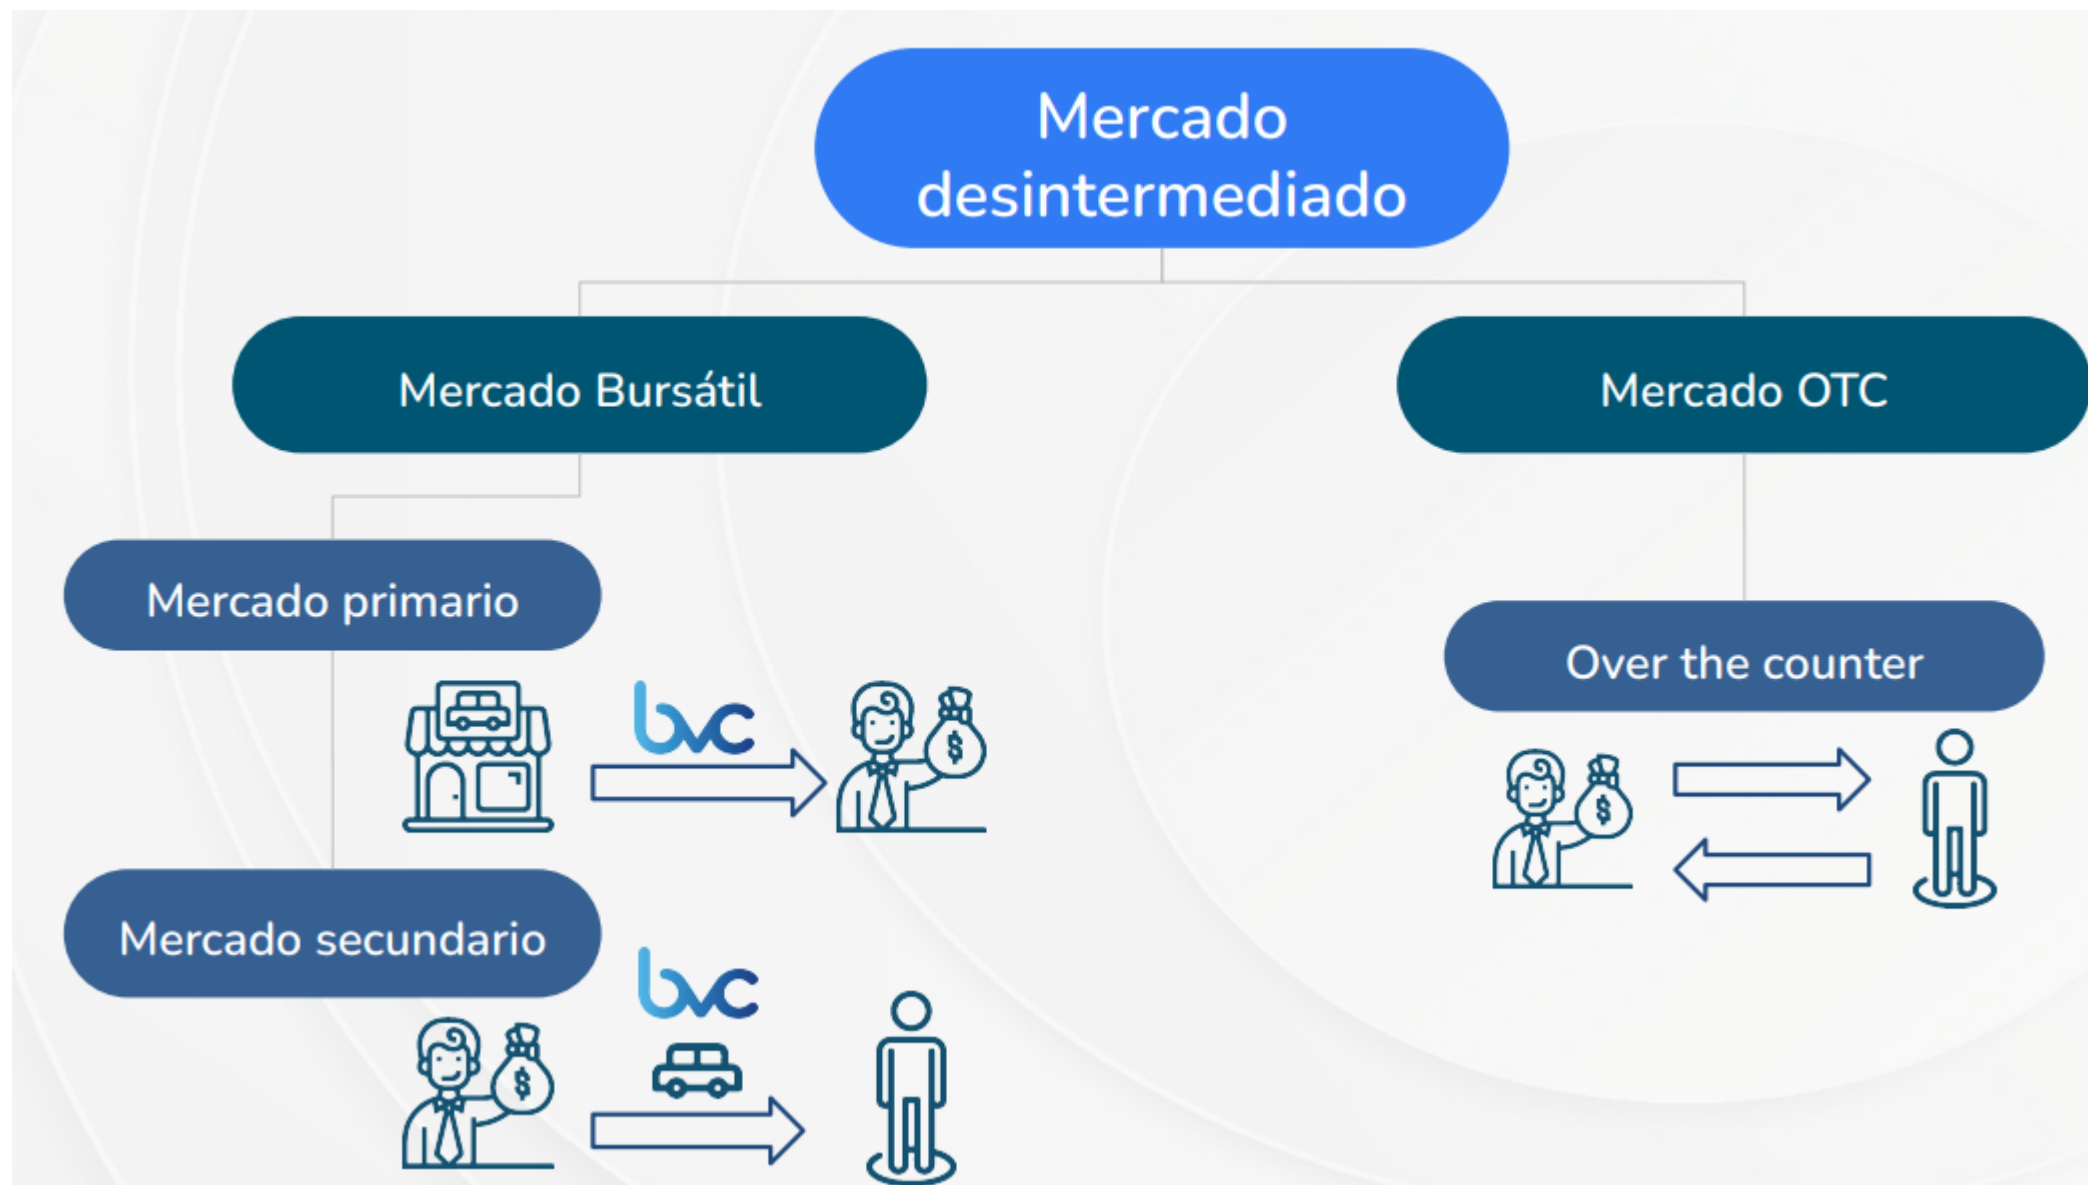 Mercado
desintermediado
Mercado Bursátil
Mercado OTC
Mercado primario
Over the counter
bvc
$
$
Mercado secundario
bvc
$